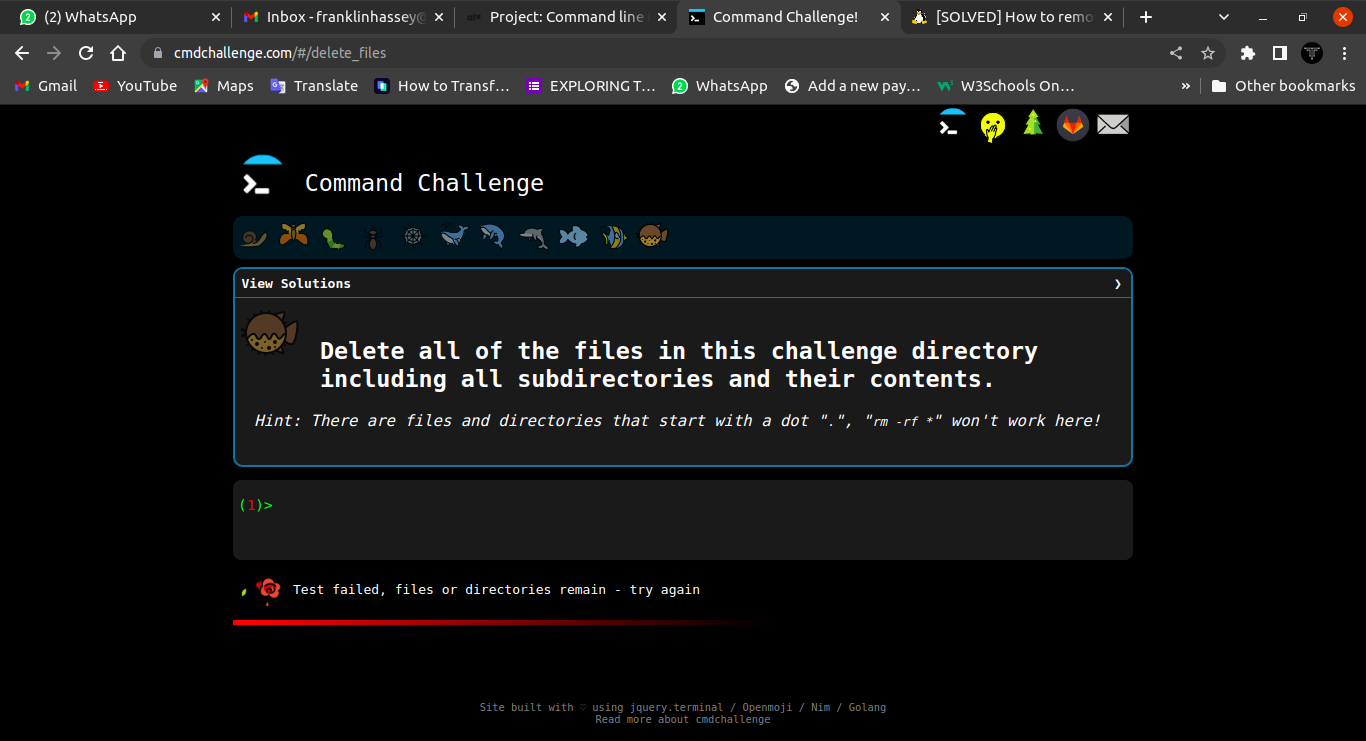 (2) WhatsApp
Inbox - franklinhassey@
Project: Command line
Command Challenge!
[SOLVED] How to remo
cmdchallenge.com/#/delete_files
Gmail
YouTube
Maps
Translate
How to Transf…
EXPLORING T…
2
WhatsApp
Add a new pay…
W3Schools On…
»
Other bookmarks
Command Challenge
View Solutions ❯
Delete all of the files in this challenge directory
including all subdirectories and their contents.
Hint: There are files and directories that start with a dot ".", "rm -rf *" won't work here!
(1)>
Test failed, files or directories remain - try again
Site built with ♡ using jquery.terminal / Openmoji / Nim / Golang
Read more about cmdchallenge